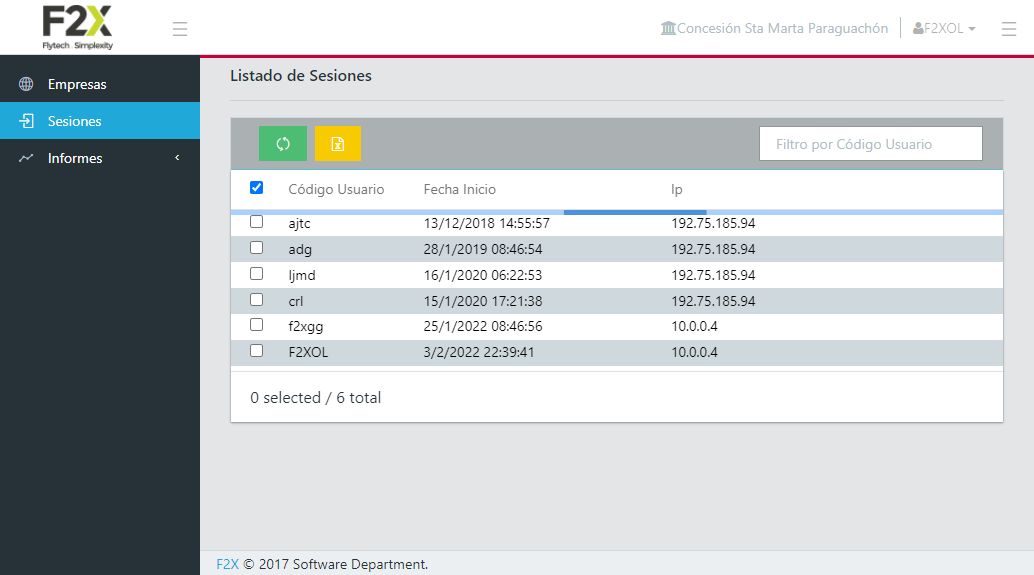 F2X
Flytech . Simplexity
Concesión Sta Marta Paraguachón
F2XOL
Empresas
Sesiones
Informes
Listado de Sesiones
Filtro por Código Usuario
Código Usuario Fecha Inicio Ip
ajtc 13/12/2018 14:55:57 192.75.185.94
adg 28/1/2019 08:46:54 192.75.185.94
ljmd 16/1/2020 06:22:53 192.75.185.94
crl 15/1/2020 17:21:38 192.75.185.94
f2xgg 25/1/2022 08:46:56 10.0.0.4
F2XOL 3/2/2022 22:39:41 10.0.0.4
0 selected / 6 total
F2X © 2017 Software Department.